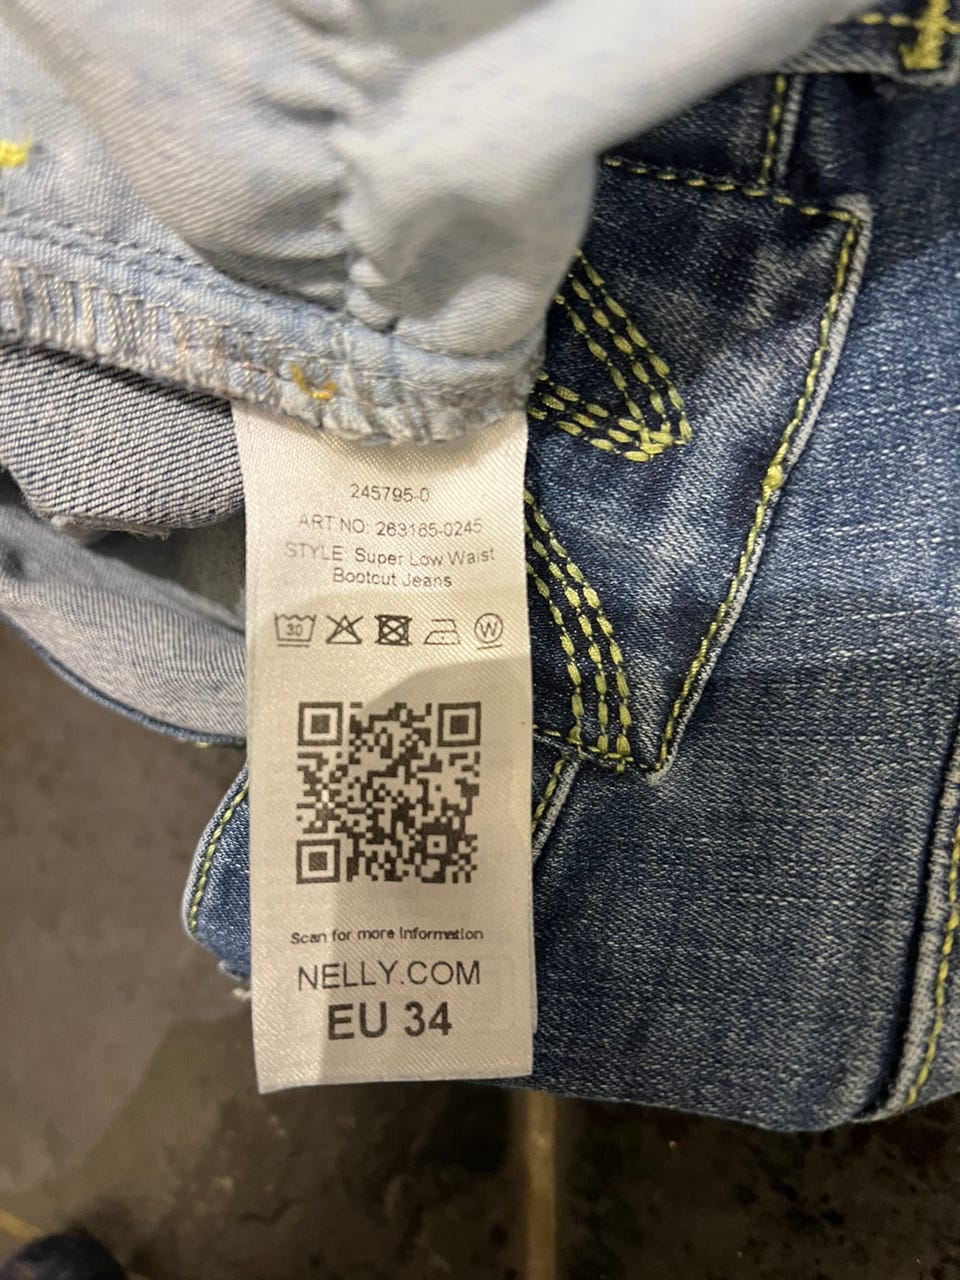 245795-0
ART NO: 263165-0245
STYLE Super Low Waist
Bootcut Jeans
30
W
Scan for more information
NELLY.COM
EU 34